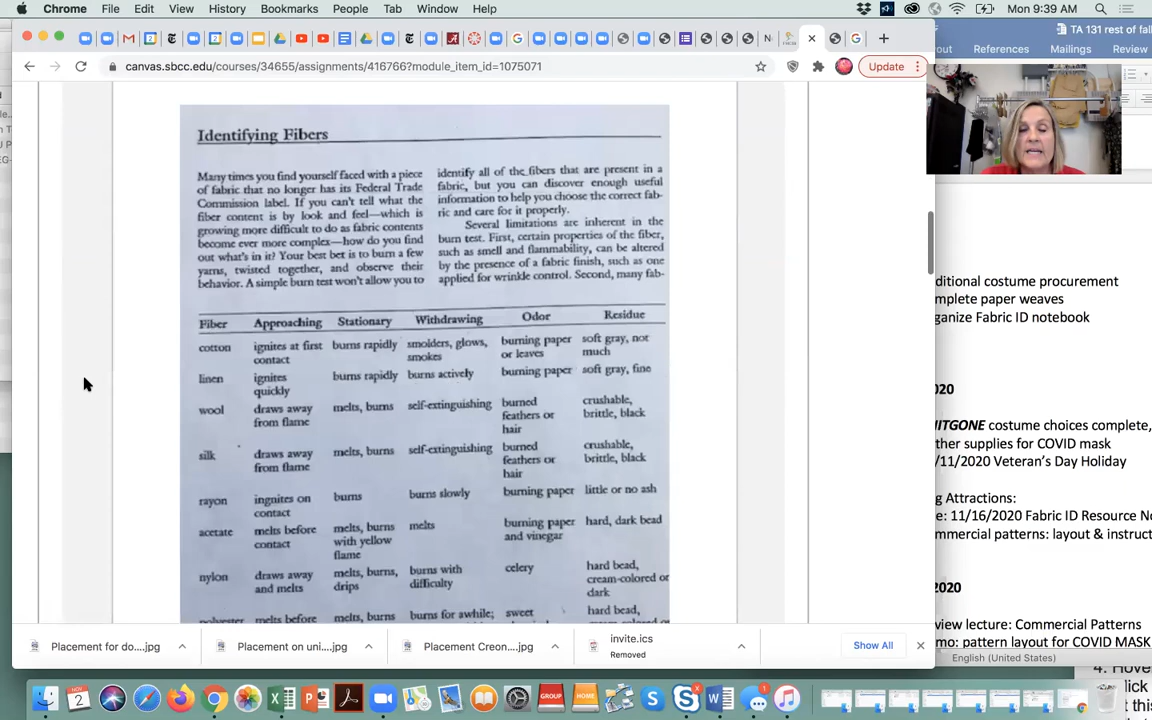 Chrome File Edit View History Bookmarks People Tab Window Help
Mon 9:39 AM
TA 131 rest of fal
canvas.sbcc.edu/courses/34655/assignments/416766?module_item_id=1075071
Update
out References Mailings Review
Identifying Fibers
Many times you find yourself faced with a piece
of fabric that no longer has its Federal Trade
Commission label. If you can't tell what the
fiber content is by look and feel—which is
growing more difficult to do as fabric contents
become ever more complex—how do you find
out what's in it? Your best bet is to burn a few
yarns, twisted together, and observe their
behavior. A simple burn test won't allow you to
identify all of the fibers that are present in a
fabric, but you can discover enough useful
information to help you choose the correct fab-
ric and care for it properly.
Several limitations are inherent in the
burn test. First, certain properties of the fiber,
such as smell and flammability, can be altered
by the presence of a fabric finish, such as one
applied for wrinkle control. Second, many fab-
Fiber Approaching Stationary Withdrawing Odor Residue
cotton ignites at first contact burns rapidly smolders, glows, smokes burning paper or leaves soft gray, not much
linen ignites quickly burns rapidly burns actively burning paper soft gray, fine
wool draws away from flame melts, burns self-extinguishing burned feathers or hair crushable, brittle, black
silk draws away from flame melts, burns self-extinguishing burned feathers or hair crushable, brittle, black
rayon ingnites on contact burns burns slowly burning paper little or no ash
acetate melts before contact melts, burns with yellow flame melts burning paper and vinegar hard, dark bead
nylon draws away and melts melts, burns, drips burns with difficulty celery hard bead, cream-colored or dark
polyester melts before melts, burns burns for awhile; sweet hard bead,
ditional costume procurement
mplete paper weaves
ganize Fabric ID notebook
020
ITGONE costume choices complete,
ther supplies for COVID mask
/11/2020 Veteran's Day Holiday
g Attractions:
e: 11/16/2020 Fabric ID Resource No
mmercial patterns: layout & instruct
020
view lecture: Commercial Patterns
mo: pattern layout for COVID MASK
English (United States)
4. Hove
lick
t this
Placement for do....jpg
Placement on uni....jpg
Placement Creon....jpg
invite.ics
Removed
Show All
NOV
2
GROUP
HOME